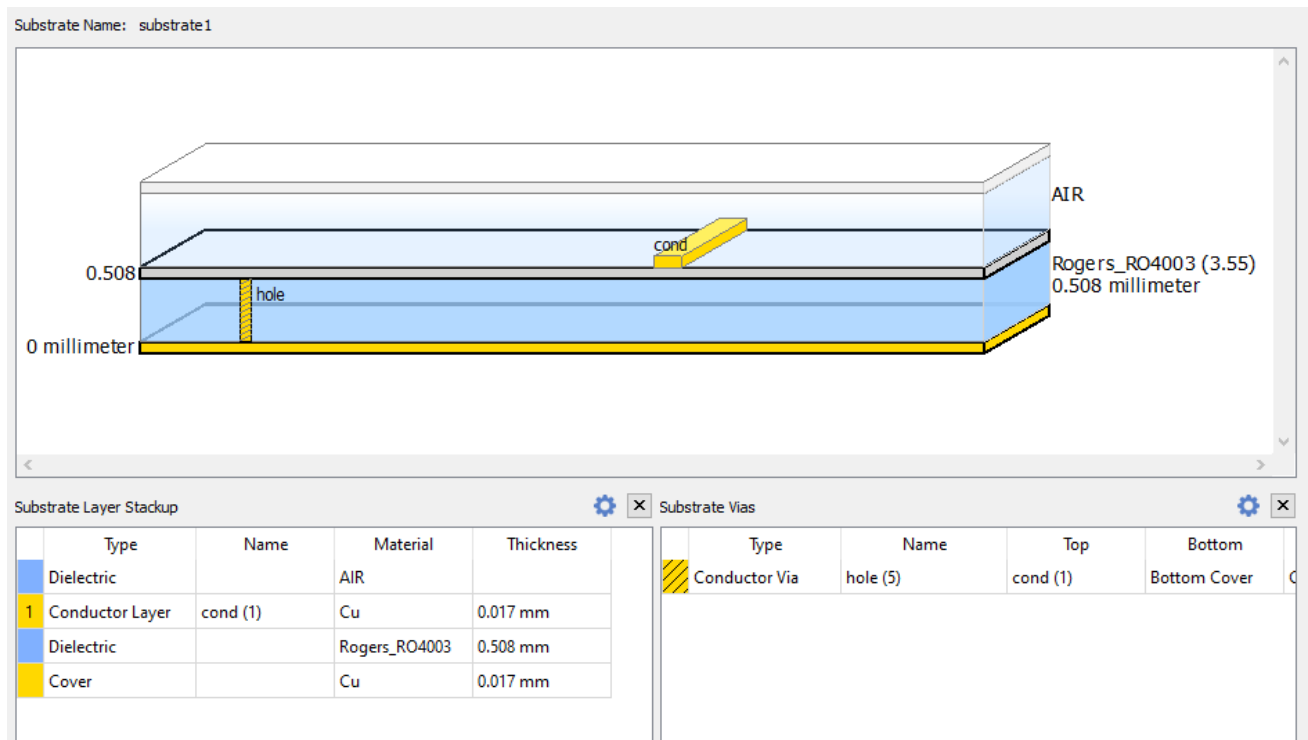 Substrate Name: substrate1
AIR
cond
0.508
Rogers_RO4003 (3.55)
0.508 millimeter
hole
0 millimeter
Substrate Layer Stackup
Type Name Material Thickness
Dielectric AIR
1 Conductor Layer cond (1) Cu 0.017 mm
Dielectric Rogers_RO4003 0.508 mm
Cover Cu 0.017 mm
Substrate Vias
Type Name Top Bottom
Conductor Via hole (5) cond (1) Bottom Cover